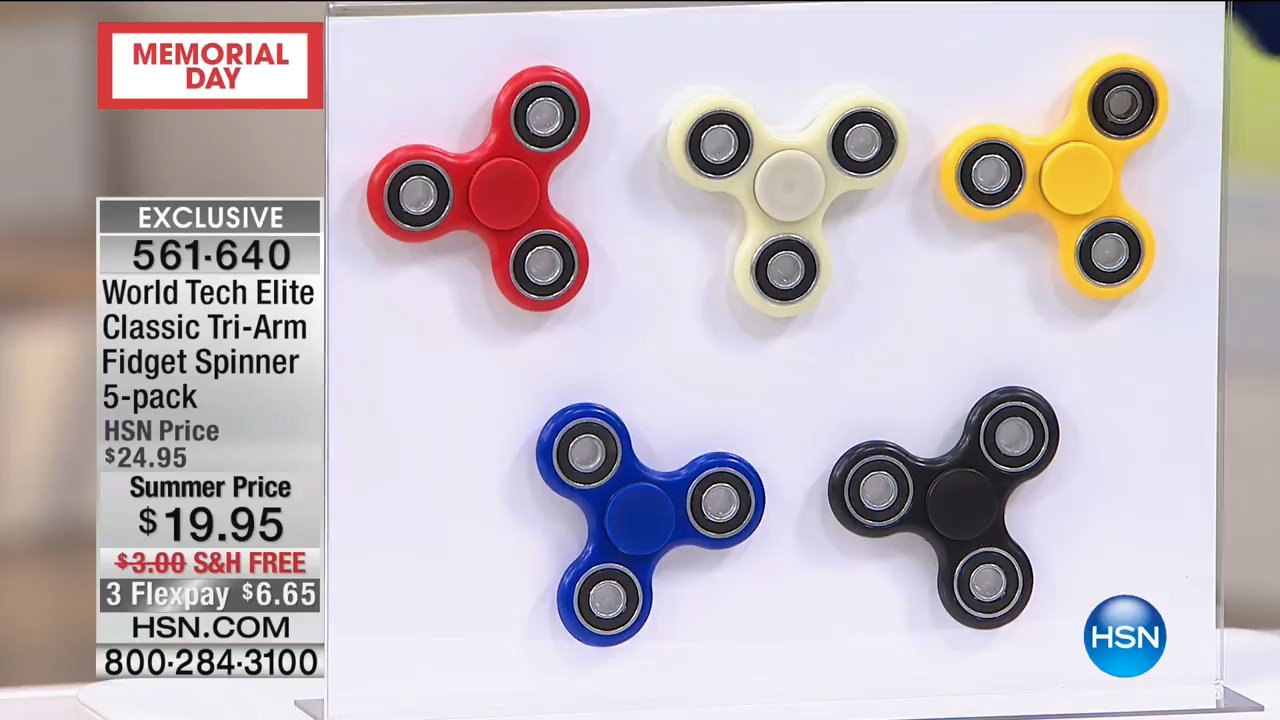 MEMORIAL
DAY
EXCLUSIVE
561·640
World Tech Elite
Classic Tri-Arm
Fidget Spinner
5-pack
HSN Price
$24.95
Summer Price
$19.95
$3.00 S&H FREE
3 Flexpay $6.65
HSN.COM
800·284·3100
HSN